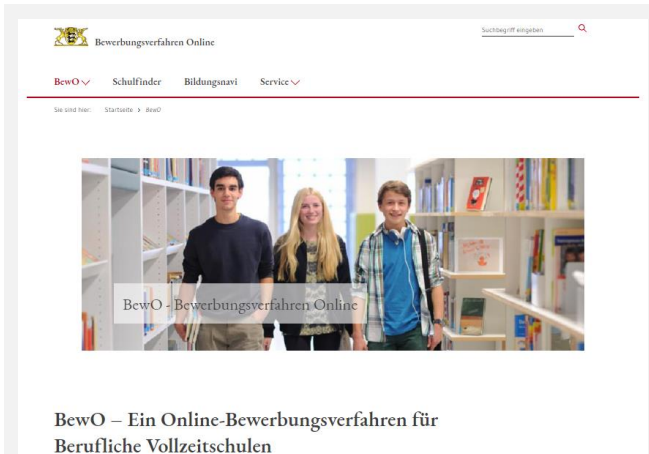 Suchbegriff eingeben
Bewerbungsverfahren Online
BewO Schulfinder Bildungsnavi Service
Sie sind hier: Startseite > BewO
BewO - Bewerbungsverfahren Online
BewO – Ein Online-Bewerbungsverfahren für
Berufliche Vollzeitschulen